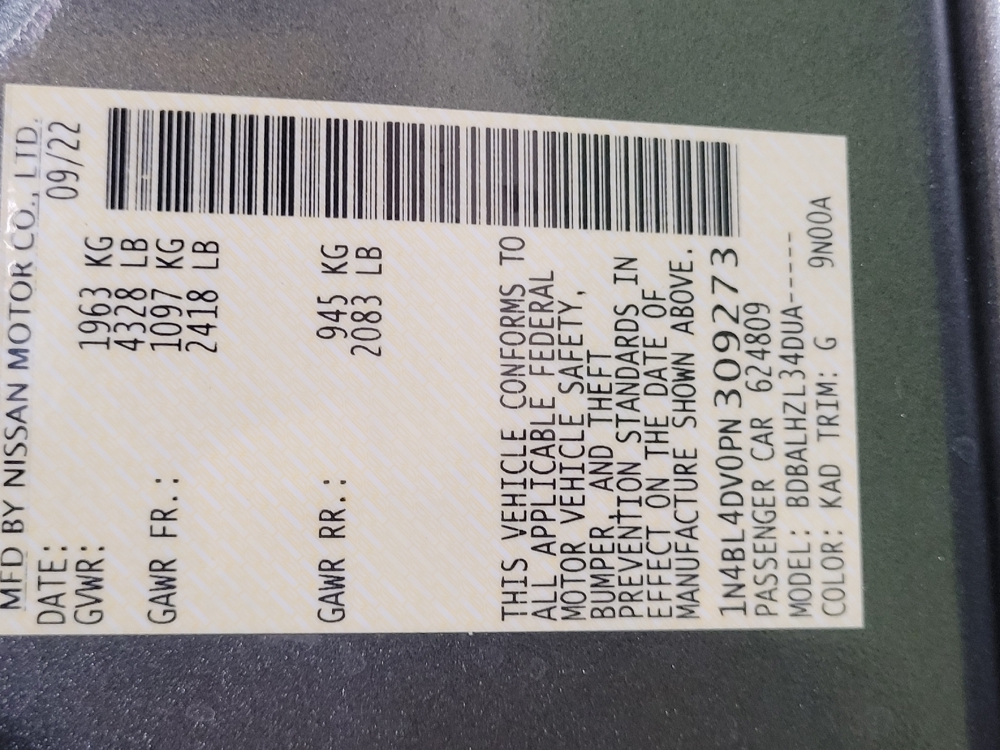 MFD BY NISSAN MOTOR CO., LTD.
DATE: 09/22
GVWR: 1963 KG
4328 LB
GAWR FR.: 1097 KG
2418 LB
GAWR RR.: 945 KG
2083 LB
THIS VEHICLE CONFORMS TO
ALL APPLICABLE FEDERAL
MOTOR VEHICLE SAFETY,
BUMPER, AND THEFT
PREVENTION STANDARDS IN
EFFECT ON THE DATE OF
MANUFACTURE SHOWN ABOVE.
1N4BL4DV0PN309273
PASSENGER CAR 624809
MODEL: BDBALHZL34DUA-----
COLOR: KAD TRIM: G 9N00A